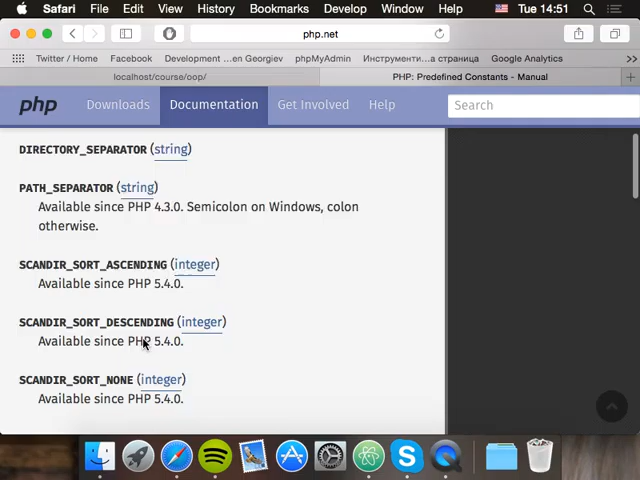 Safari File Edit View History Bookmarks Develop Window Help Tue 14:51
php.net
Twitter / Home Facebook Development ...en Georgiev phpMyAdmin Инструменти...а страница Google Analytics
localhost/course/oop/ PHP: Predefined Constants - Manual
php Downloads Documentation Get Involved Help Search
DIRECTORY_SEPARATOR (string)
PATH_SEPARATOR (string)
Available since PHP 4.3.0. Semicolon on Windows, colon
otherwise.
SCANDIR_SORT_ASCENDING (integer)
Available since PHP 5.4.0.
SCANDIR_SORT_DESCENDING (integer)
Available since PHP 5.4.0.
SCANDIR_SORT_NONE (integer)
Available since PHP 5.4.0.